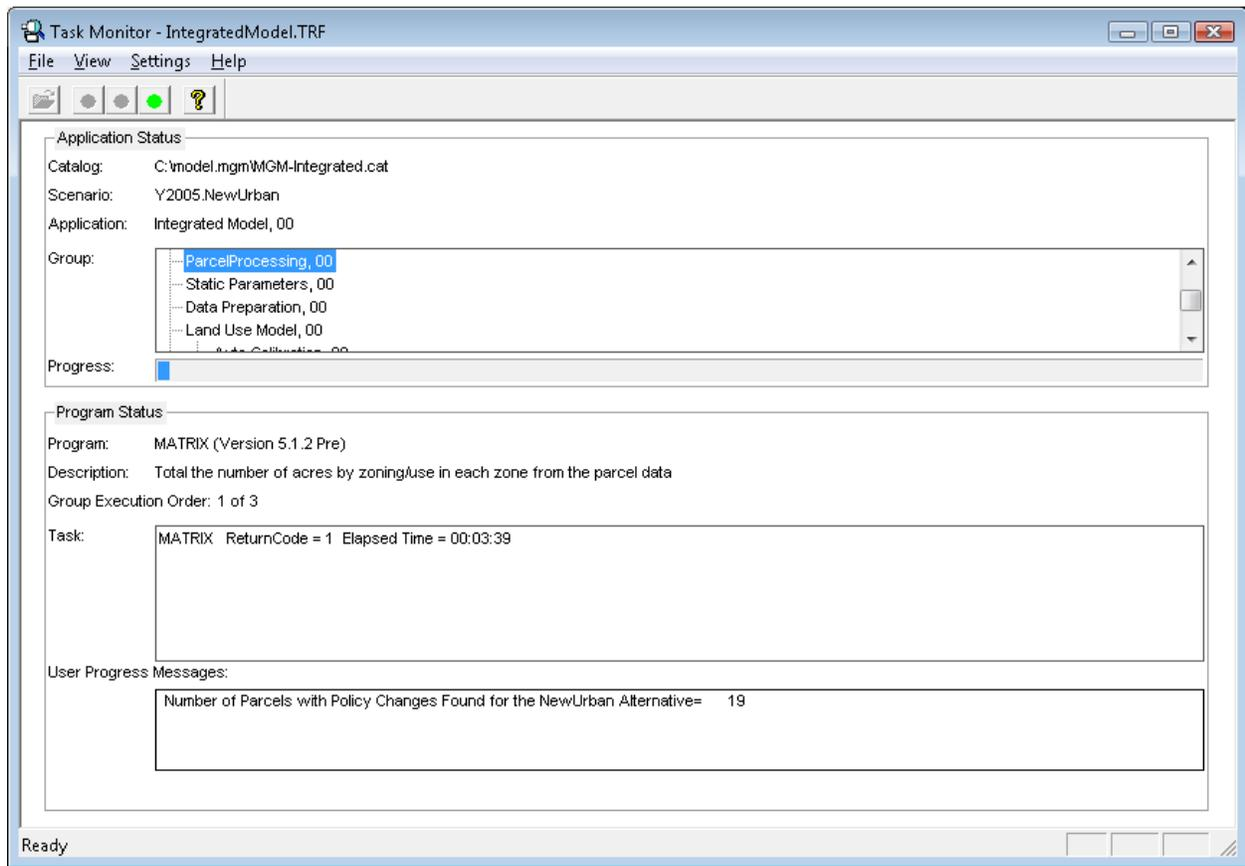 Task Monitor - IntegratedModel.TRF
File View Settings Help
Application Status
Catalog: C:\model.mgm\MGM-Integrated.cat
Scenario: Y2005.NewUrban
Application: Integrated Model, 00
Group:
ParcelProcessing, 00
Static Parameters, 00
Data Preparation, 00
Land Use Model, 00
Auto Calibration, 00
Progress:
Program Status
Program: MATRIX (Version 5.1.2 Pre)
Description: Total the number of acres by zoning/use in each zone from the parcel data
Group Execution Order: 1 of 3
Task: MATRIX ReturnCode = 1 Elapsed Time = 00:03:39
User Progress Messages:
Number of Parcels with Policy Changes Found for the NewUrban Alternative= 19
Ready